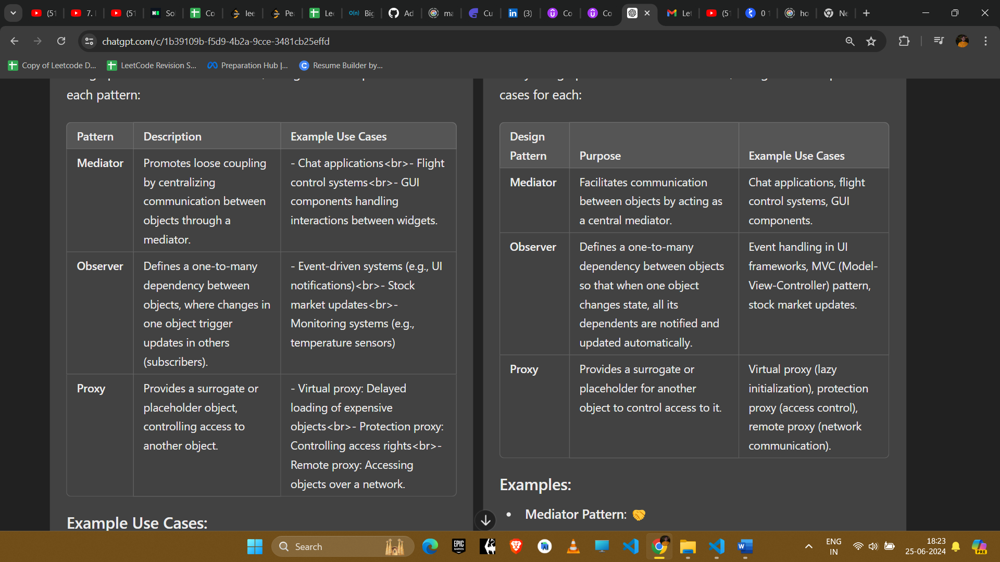 (51
7. I
(51
Sol
Co
lee
Pe
Lee
O(n) Big
Ad
ma
Cu
(3)
Co
Co
Let
(51
0 1
ho
Ne
chatgpt.com/c/1b39109b-f5d9-4b2a-9cce-3481cb25effd
Copy of Leetcode D...
LeetCode Revision S...
Preparation Hub |...
Resume Builder by...
each pattern:
Pattern
Description
Example Use Cases
Mediator
Promotes loose coupling
by centralizing
communication between
objects through a
mediator.
- Chat applications<br>- Flight
control systems<br>- GUI
components handling
interactions between widgets.
Observer
Defines a one-to-many
dependency between
objects, where changes in
one object trigger
updates in others
(subscribers).
- Event-driven systems (e.g., UI
notifications)<br>- Stock
market updates<br>-
Monitoring systems (e.g.,
temperature sensors)
Proxy
Provides a surrogate or
placeholder object,
controlling access to
another object.
- Virtual proxy: Delayed
loading of expensive
objects<br>- Protection proxy:
Controlling access rights<br>-
Remote proxy: Accessing
objects over a network.
Example Use Cases:
cases for each:
Design
Pattern
Purpose
Example Use Cases
Mediator
Facilitates communication
between objects by acting as
a central mediator.
Chat applications, flight
control systems, GUI
components.
Observer
Defines a one-to-many
dependency between objects
so that when one object
changes state, all its
dependents are notified and
updated automatically.
Event handling in UI
frameworks, MVC (Model-
View-Controller) pattern,
stock market updates.
Proxy
Provides a surrogate or
placeholder for another
object to control access to it.
Virtual proxy (lazy
initialization), protection
proxy (access control),
remote proxy (network
communication).
Examples:
• Mediator Pattern: 🤝
Search
EPIC
GAMES
ENG
IN
18:23
25-06-2024
PRE